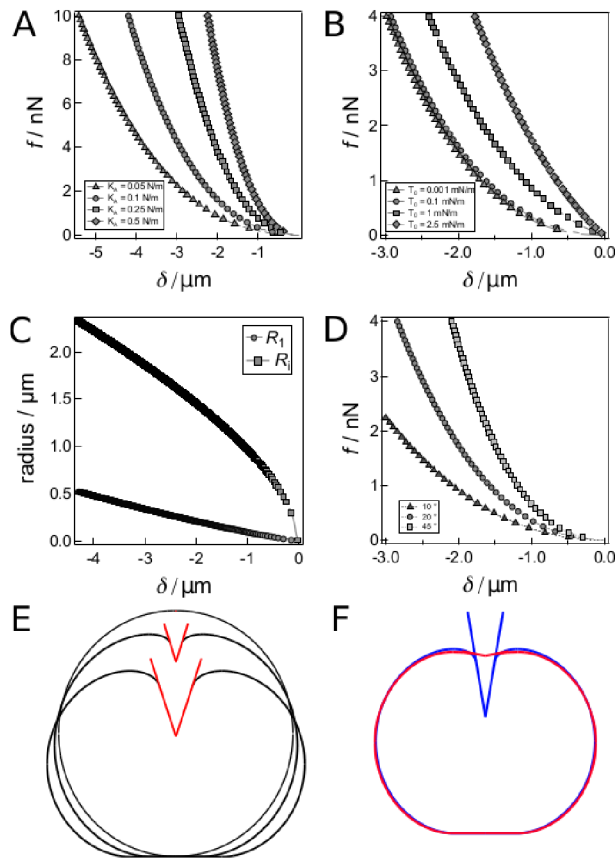 A
f / nN
10
8
6
4
2
0
K_A = 0.05 N/m
K_A = 0.1 N/m
K_A = 0.25 N/m
K_A = 0.5 N/m
-5 -4 -3 -2 -1
δ / μm
B
f / nN
4
3
2
1
0
T_0 = 0.001 mN/m
T_0 = 0.1 mN/m
T_0 = 1 mN/m
T_0 = 2.5 mN/m
-3.0 -2.0 -1.0 0.0
δ / μm
C
radius / μm
2.0
1.5
1.0
0.5
0.0
R_1
R_i
-4 -3 -2 -1 0
δ / μm
D
f / nN
4
3
2
1
0
10 °
20 °
45 °
-3.0 -2.0 -1.0 0.0
δ / μm
E
F